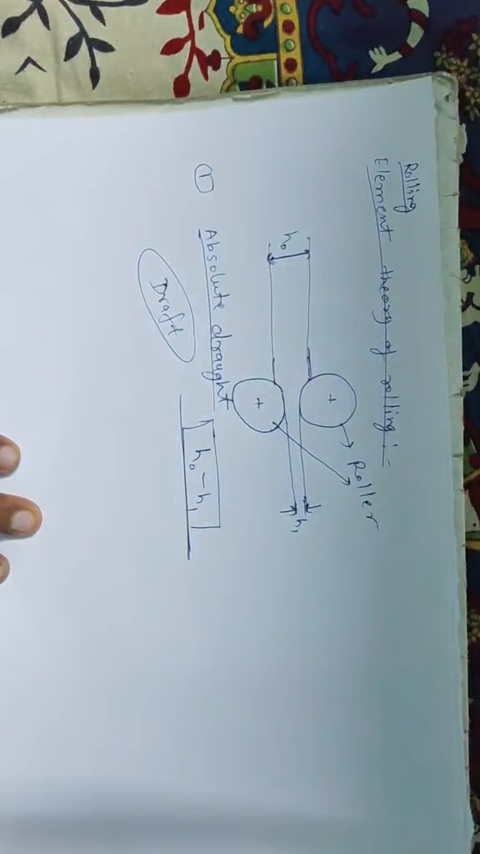 Rolling
Element theory of rolling :-
h₀
Roller
h₁
① Absolute draught
h₀ - h₁
Draft